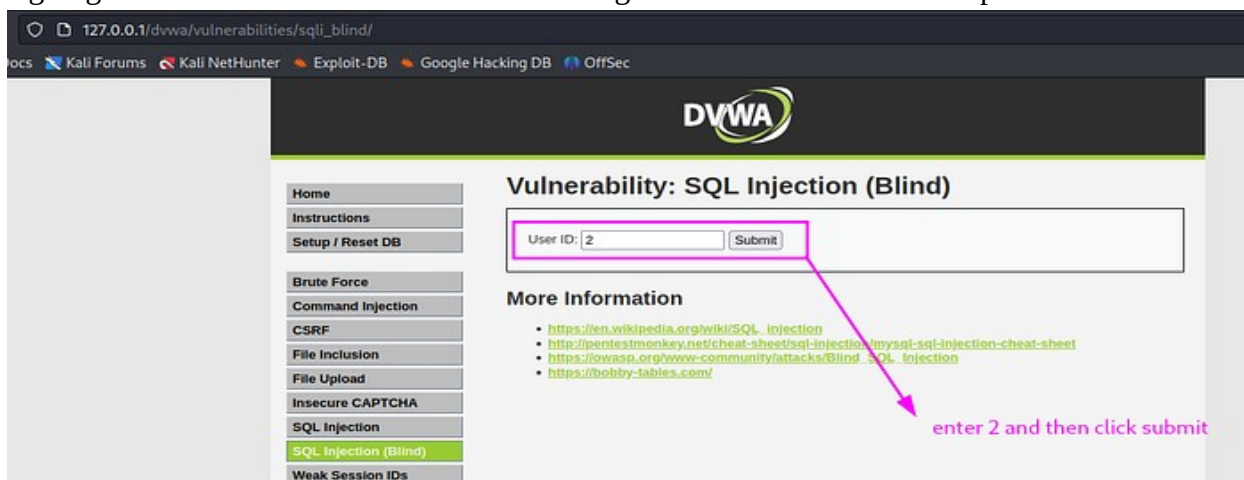 127.0.0.1/dvwa/vulnerabilities/sqli_blind/
ocs Kali Forums Kali NetHunter Exploit-DB Google Hacking DB OffSec
DVWA
Home
Instructions
Setup / Reset DB
Brute Force
Command Injection
CSRF
File Inclusion
File Upload
Insecure CAPTCHA
SQL Injection
SQL Injection (Blind)
Weak Session IDs
Vulnerability: SQL Injection (Blind)
User ID: 2 Submit
More Information
https://en.wikipedia.org/wiki/SQL_injection
http://pentestmonkey.net/cheat-sheet/sql-injection/mysql-sql-injection-cheat-sheet
https://owasp.org/www-community/attacks/Blind_SQL_Injection
https://bobby-tables.com/
enter 2 and then click submit